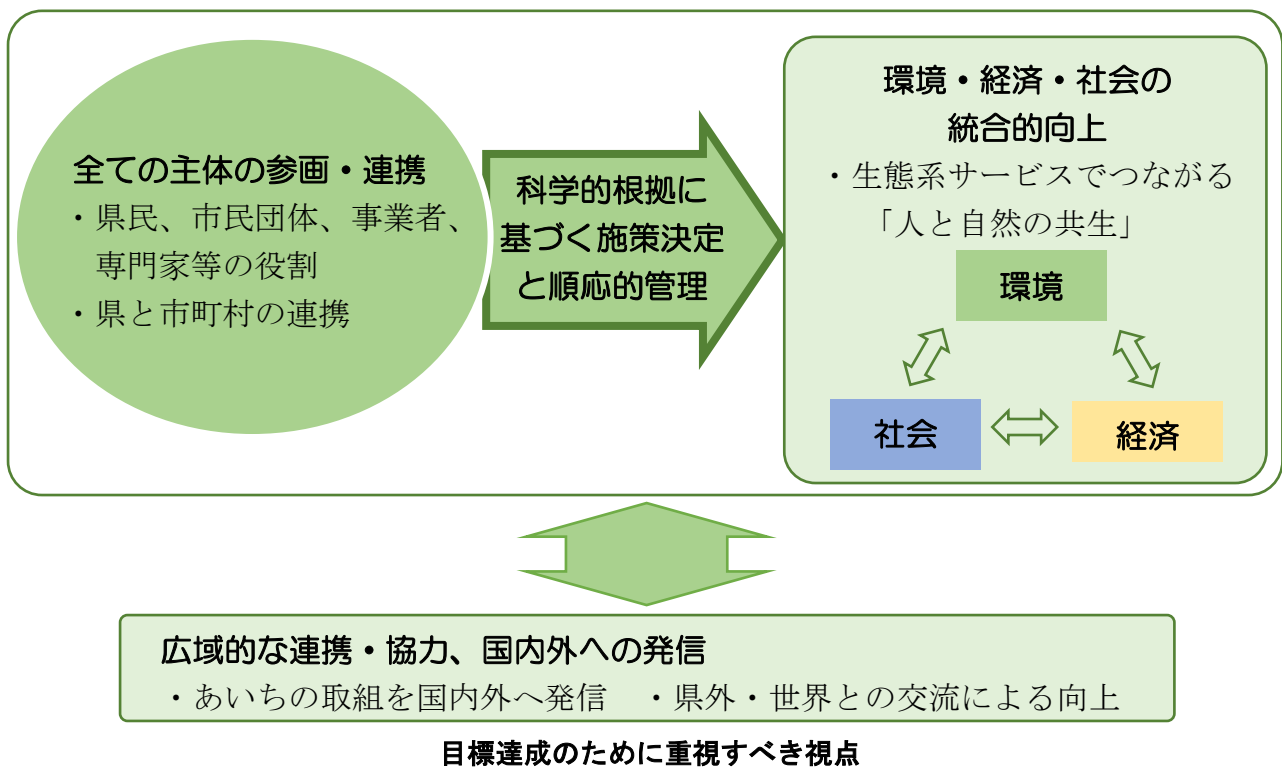 全ての主体の参画・連携
・県民、市民団体、事業者、
専門家等の役割
・県と市町村の連携
科学的根拠に
基づく施策決定
と順応的管理
環境・経済・社会の
統合的向上
・生態系サービスでつながる
「人と自然の共生」
環境
社会
経済
広域的な連携・協力、国内外への発信
・あいちの取組を国内外へ発信 ・県外・世界との交流による向上
目標達成のために重視すべき視点